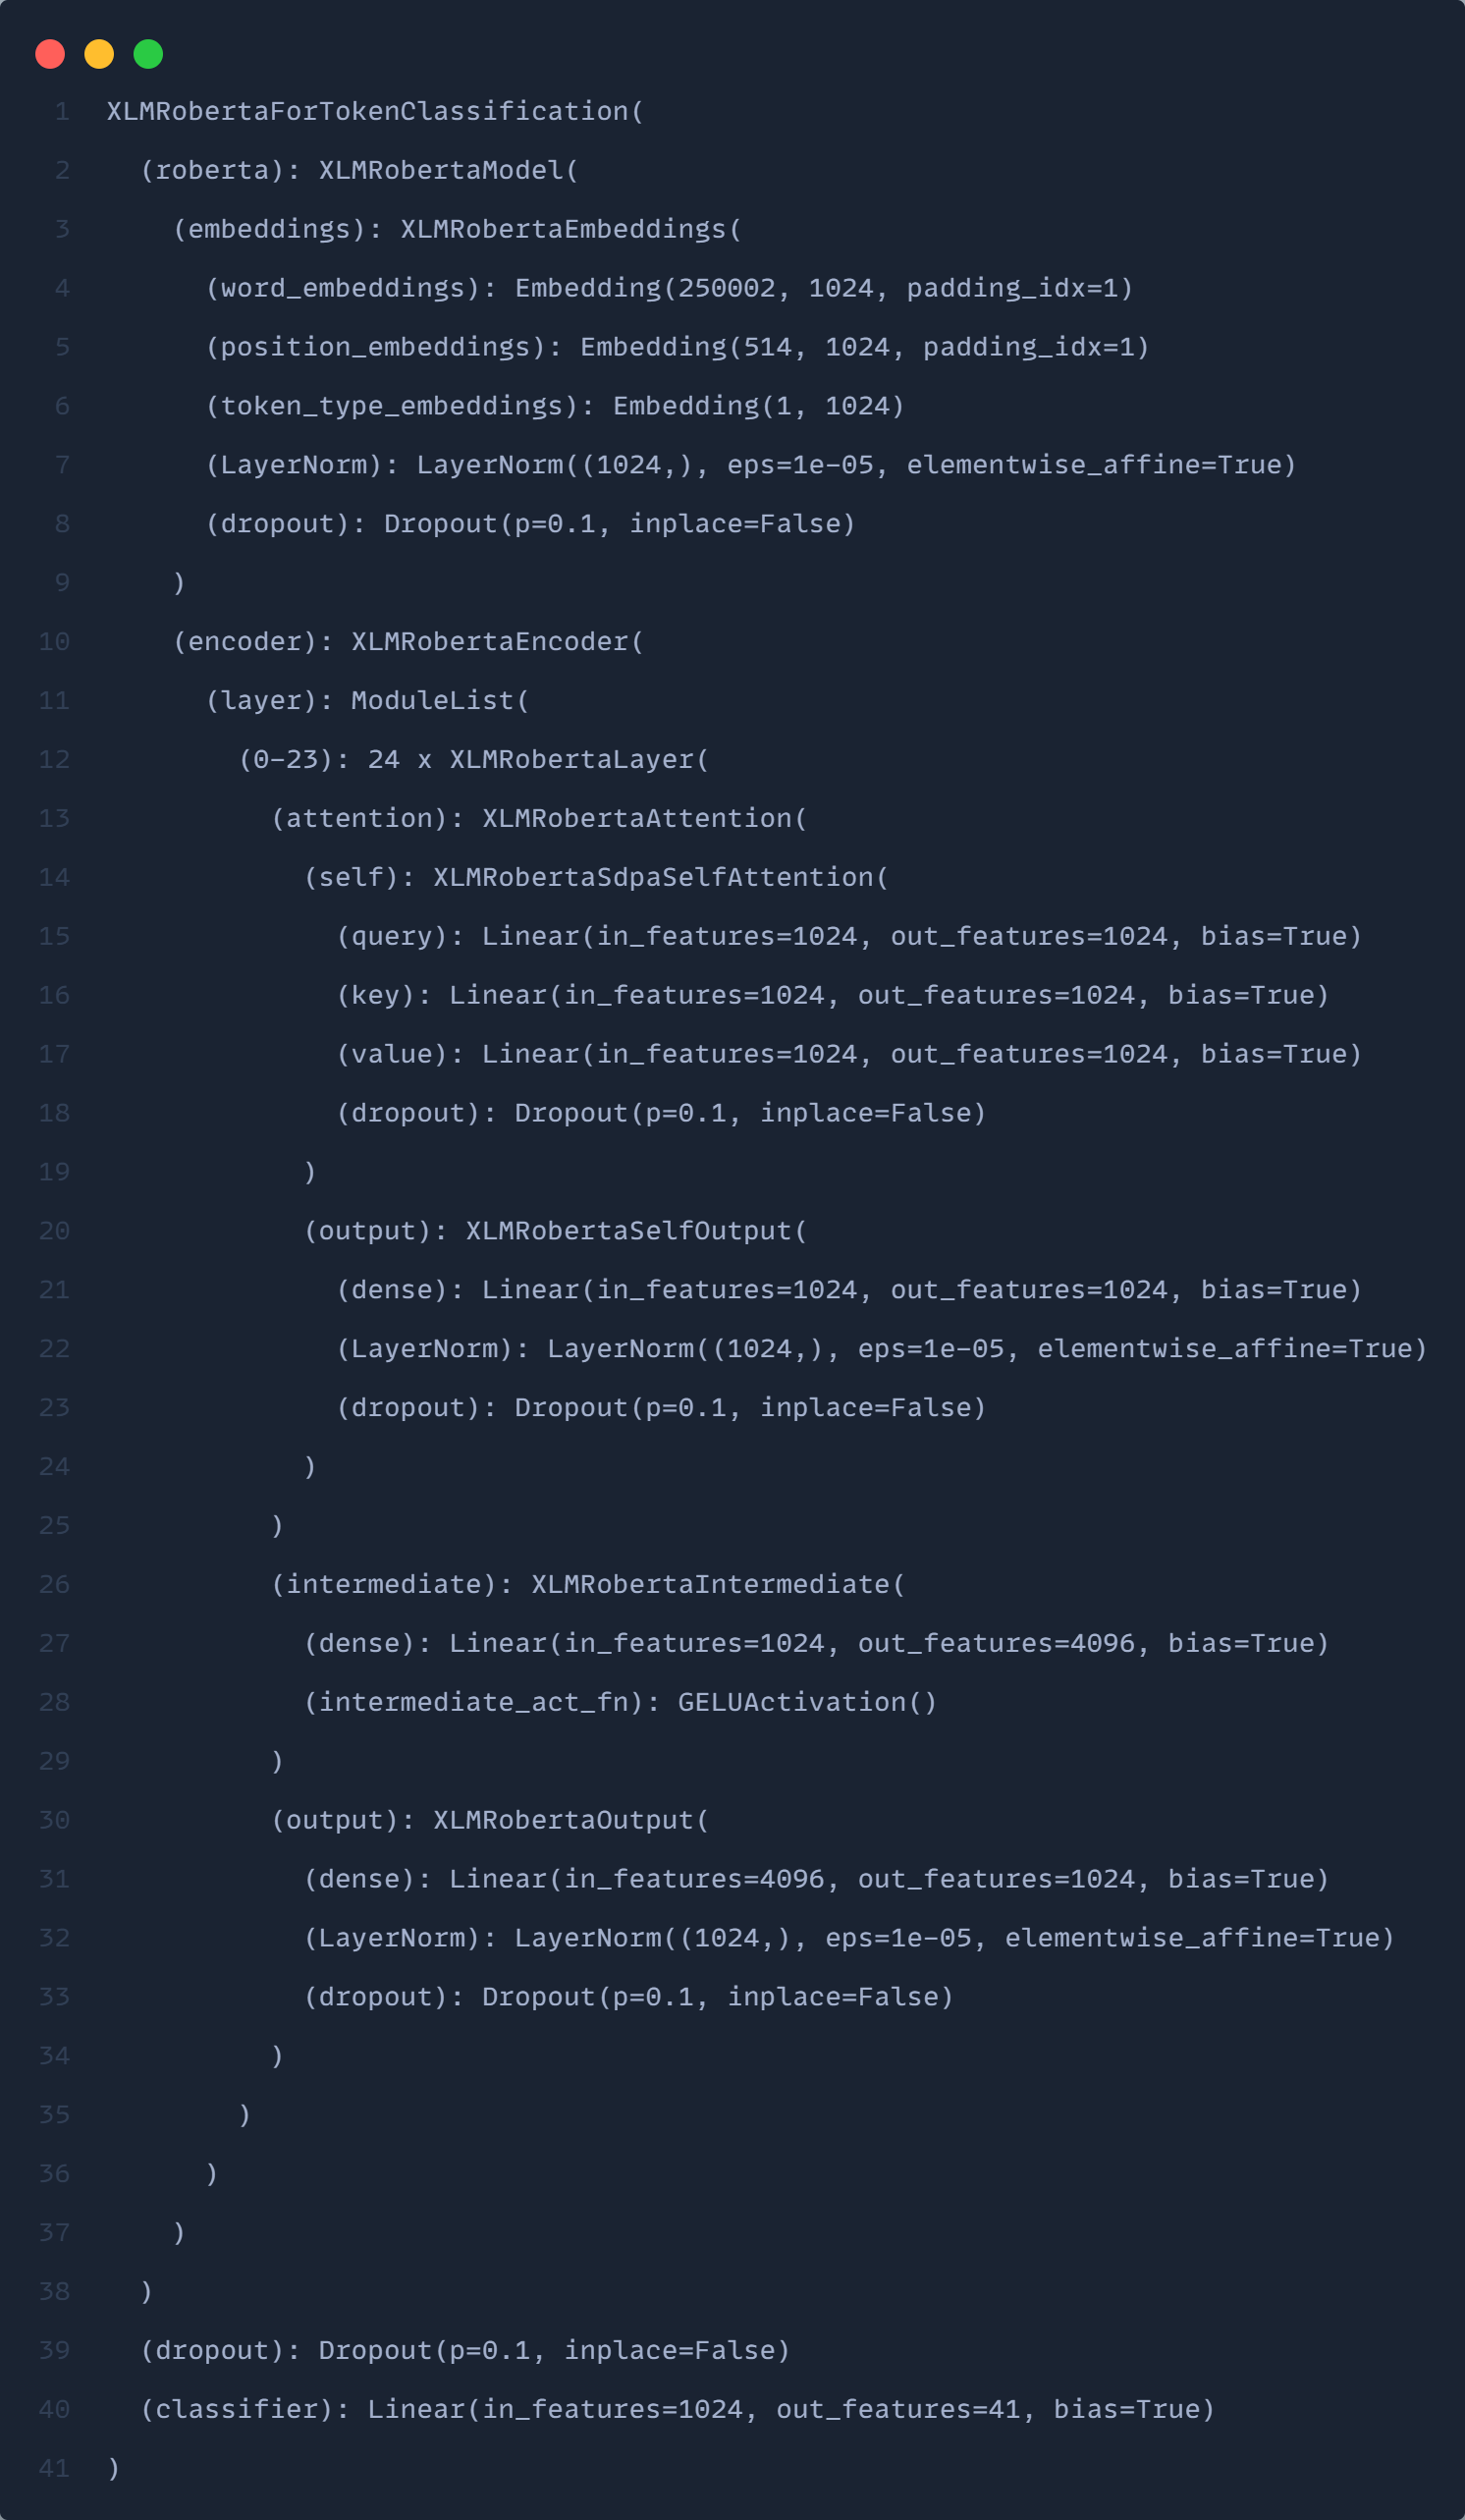 1 XLMRobertaForTokenClassification(
2   (roberta): XLMRobertaModel(
3     (embeddings): XLMRobertaEmbeddings(
4       (word_embeddings): Embedding(250002, 1024, padding_idx=1)
5       (position_embeddings): Embedding(514, 1024, padding_idx=1)
6       (token_type_embeddings): Embedding(1, 1024)
7       (LayerNorm): LayerNorm((1024,), eps=1e-05, elementwise_affine=True)
8       (dropout): Dropout(p=0.1, inplace=False)
9     )
10     (encoder): XLMRobertaEncoder(
11       (layer): ModuleList(
12         (0-23): 24 x XLMRobertaLayer(
13           (attention): XLMRobertaAttention(
14             (self): XLMRobertaSdpaSelfAttention(
15               (query): Linear(in_features=1024, out_features=1024, bias=True)
16               (key): Linear(in_features=1024, out_features=1024, bias=True)
17               (value): Linear(in_features=1024, out_features=1024, bias=True)
18               (dropout): Dropout(p=0.1, inplace=False)
19             )
20             (output): XLMRobertaSelfOutput(
21               (dense): Linear(in_features=1024, out_features=1024, bias=True)
22               (LayerNorm): LayerNorm((1024,), eps=1e-05, elementwise_affine=True)
23               (dropout): Dropout(p=0.1, inplace=False)
24             )
25           )
26           (intermediate): XLMRobertaIntermediate(
27             (dense): Linear(in_features=1024, out_features=4096, bias=True)
28             (intermediate_act_fn): GELUActivation()
29           )
30           (output): XLMRobertaOutput(
31             (dense): Linear(in_features=4096, out_features=1024, bias=True)
32             (LayerNorm): LayerNorm((1024,), eps=1e-05, elementwise_affine=True)
33             (dropout): Dropout(p=0.1, inplace=False)
34           )
35         )
36       )
37     )
38   )
39   (dropout): Dropout(p=0.1, inplace=False)
40   (classifier): Linear(in_features=1024, out_features=41, bias=True)
41 )